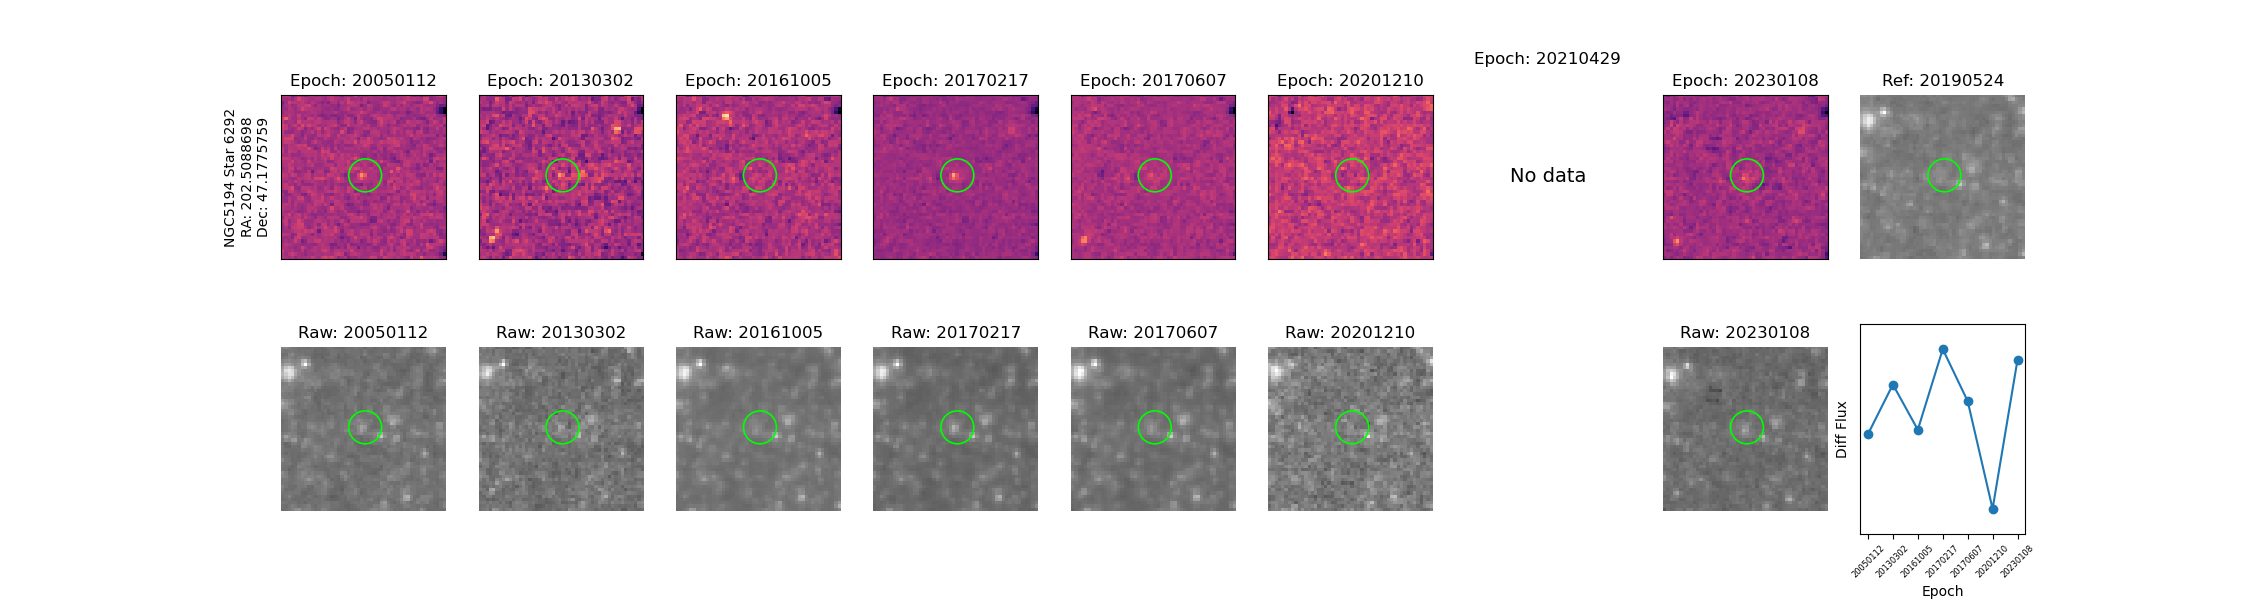 NGC5194 Star 6292
RA: 202.5088698
Dec: 47.1775759
Epoch: 20050112
Epoch: 20130302
Epoch: 20161005
Epoch: 20170217
Epoch: 20170607
Epoch: 20201210
Epoch: 20210429
Epoch: 20230108
Ref: 20190524
No data
Raw: 20050112
Raw: 20130302
Raw: 20161005
Raw: 20170217
Raw: 20170607
Raw: 20201210
Raw: 20230108
Diff Flux
20050112
20130302
20161005
20170217
20170607
20201210
20230108
Epoch